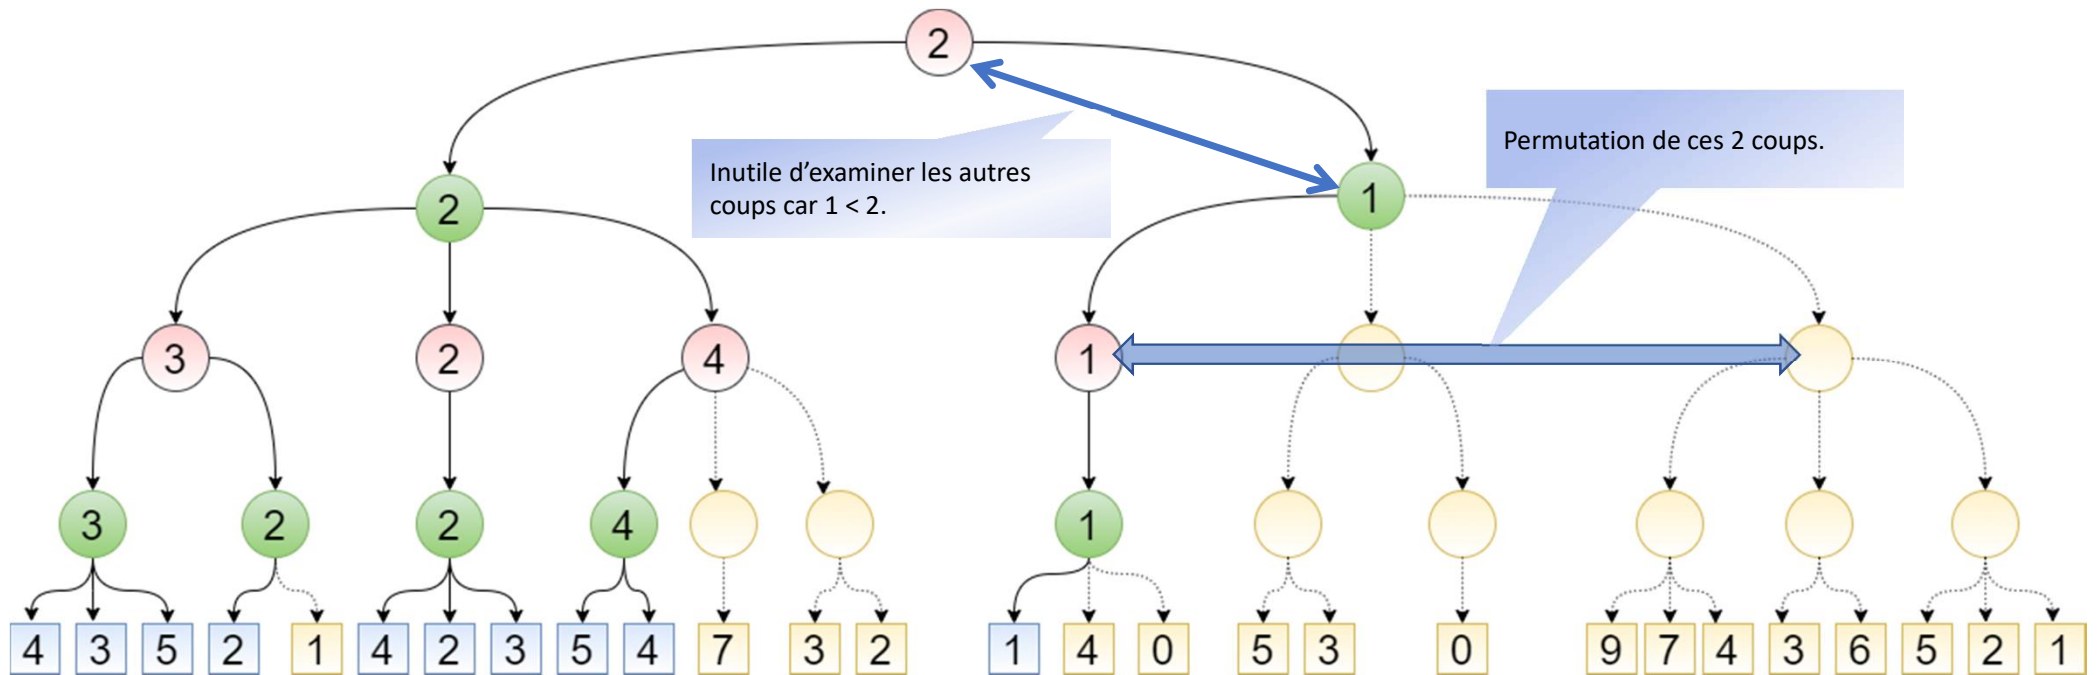 2
Permutation de ces 2 coups.
Inutile d'examiner les autres
coups car 1 < 2.
2 1
3 2 4 1
3 2 2 4 1
4 3 5 2 1 4 2 3 5 4 7 3 2 1 4 0 5 3 0 9 7 4 3 6 5 2 1